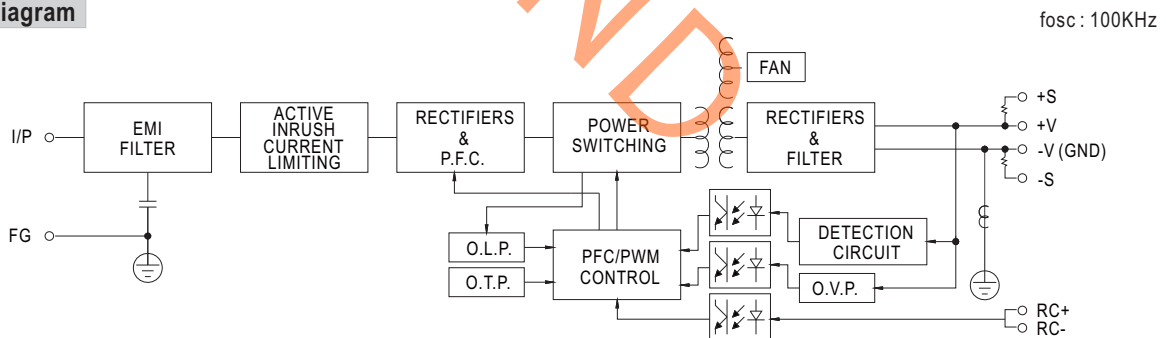 iagram
fosc : 100KHz
FAN
I/P
EMI
FILTER
ACTIVE
INRUSH
CURRENT
LIMITING
RECTIFIERS
&
P.F.C.
POWER
SWITCHING
RECTIFIERS
&
FILTER
+S
+V
-V (GND)
-S
FG
O.L.P.
O.T.P.
PFC/PWM
CONTROL
DETECTION
CIRCUIT
O.V.P.
RC+
RC-
ND